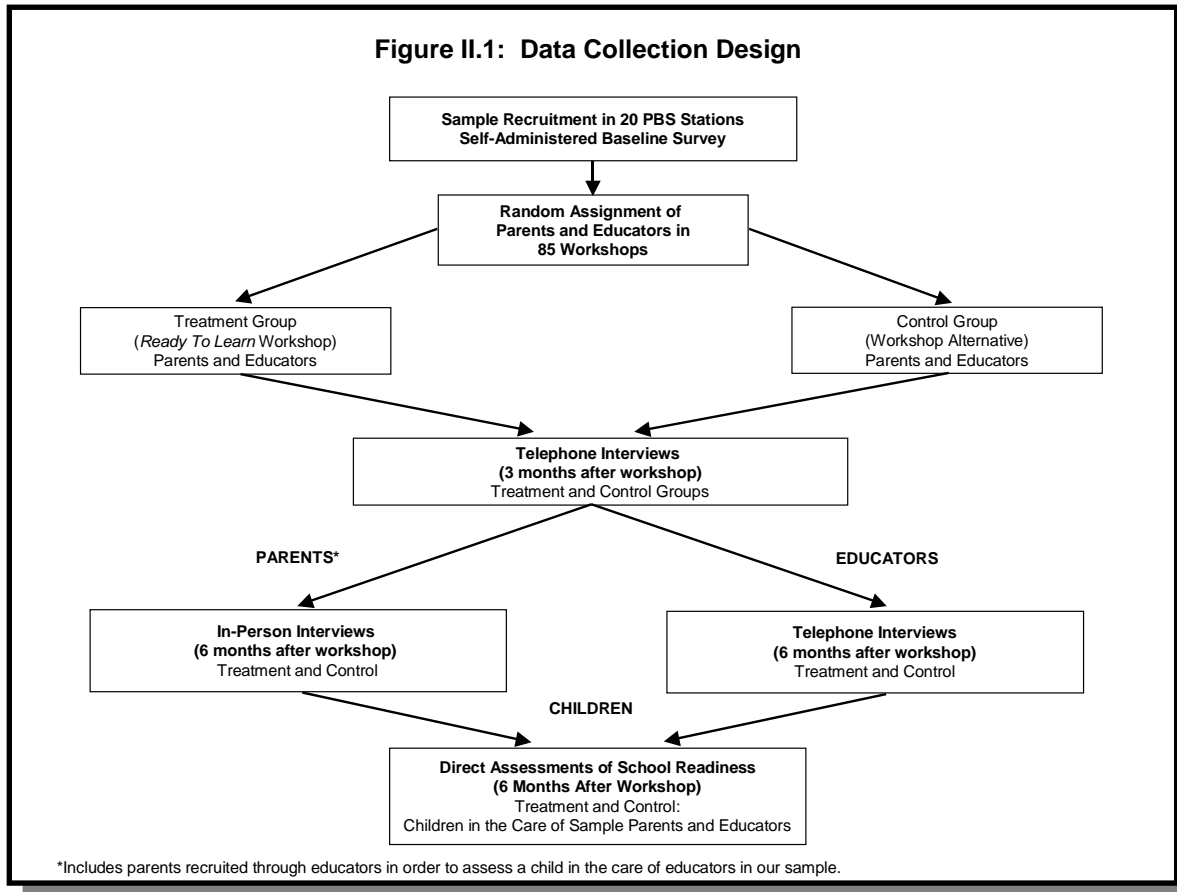 Figure II.1: Data Collection Design
Sample Recruitment in 20 PBS Stations
Self-Administered Baseline Survey
Random Assignment of
Parents and Educators in
85 Workshops
Treatment Group
(Ready To Learn Workshop)
Parents and Educators
Control Group
(Workshop Alternative)
Parents and Educators
Telephone Interviews
(3 months after workshop)
Treatment and Control Groups
PARENTS*
EDUCATORS
In-Person Interviews
(6 months after workshop)
Treatment and Control
Telephone Interviews
(6 months after workshop)
Treatment and Control
CHILDREN
Direct Assessments of School Readiness
(6 Months After Workshop)
Treatment and Control:
Children in the Care of Sample Parents and Educators
*Includes parents recruited through educators in order to assess a child in the care of educators in our sample.